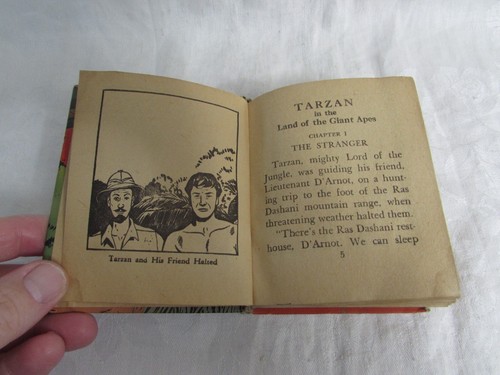 Tarzan and His Friend Halted
TARZAN
in the
Land of the Giant Apes
CHAPTER I
THE STRANGER
Tarzan, mighty Lord of the
Jungle, was guiding his friend,
Lieutenant D'Arnot, on a hunt-
ing trip to the foot of the Ras
Dashani mountain range, when
threatening weather halted them.
"There's the Ras Dashani rest-
house, D'Arnot. We can sleep
5